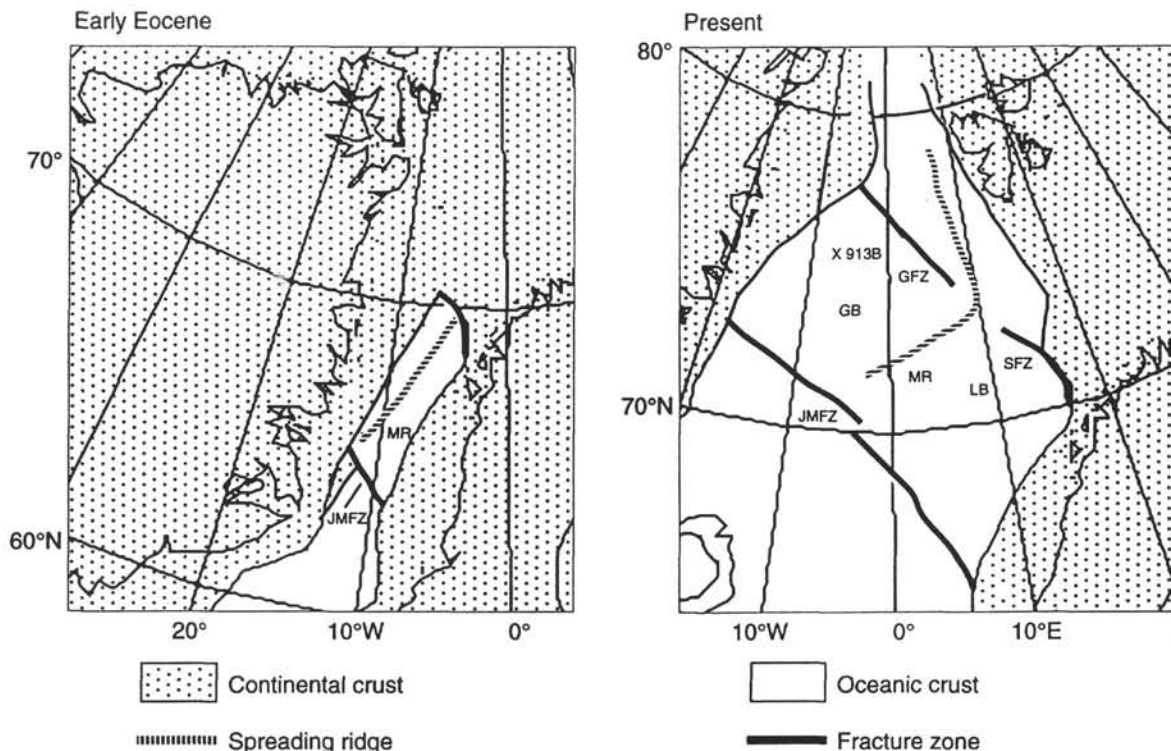 Early Eocene
70°
60°N
MR
JMFZ
20°
10°W
0°
Present
80°
70°N
X 913B
GFZ
GB
MR
SFZ
LB
JMFZ
10°W
0°
10°E
Continental crust
Oceanic crust
Spreading ridge
Fracture zone